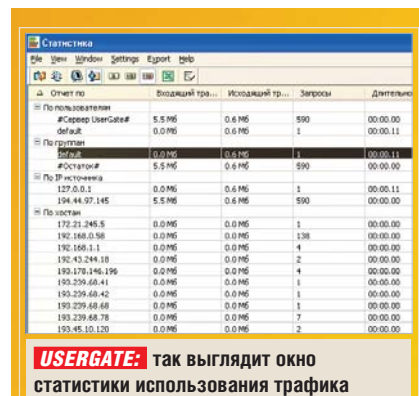 Статистика
File View Window Settings Export Help
Отчет по Входящий тра... Исходящий тр... Запросы Длительно
По пользователям
#Сервер UserGate# 5.5 Мб 0.6 Мб 590 00:00.00
default 0.0 Мб 0.6 Мб 1 00:00.11
По группам
default 0.0 Мб 0.6 Мб 1 00:00.11
#Остаток# 5.5 Мб 0.6 Мб 590 00:00.00
По IP источника
127.0.0.1 0.0 Мб 0.6 Мб 1 00:00.11
194.44.97.145 5.5 Мб 0.6 Мб 590 00:00.00
По хостам
172.21.245.5 0.0 Мб 0.0 Мб 1 00:00.00
192.168.0.58 0.0 Мб 0.0 Мб 138 00:00.00
192.168.1.1 0.0 Мб 0.0 Мб 4 00:00.00
192.43.244.18 0.0 Мб 0.0 Мб 2 00:00.00
193.178.146.196 0.0 Мб 0.0 Мб 4 00:00.00
193.239.68.41 0.0 Мб 0.0 Мб 1 00:00.00
193.239.68.42 0.0 Мб 0.0 Мб 1 00:00.00
193.239.68.68 0.0 Мб 0.0 Мб 1 00:00.00
193.239.68.78 0.0 Мб 0.0 Мб 7 00:00.00
193.45.10.120 0.0 Мб 0.0 Мб 2 00:00.00
USERGATE: так выглядит окно
статистики использования трафика